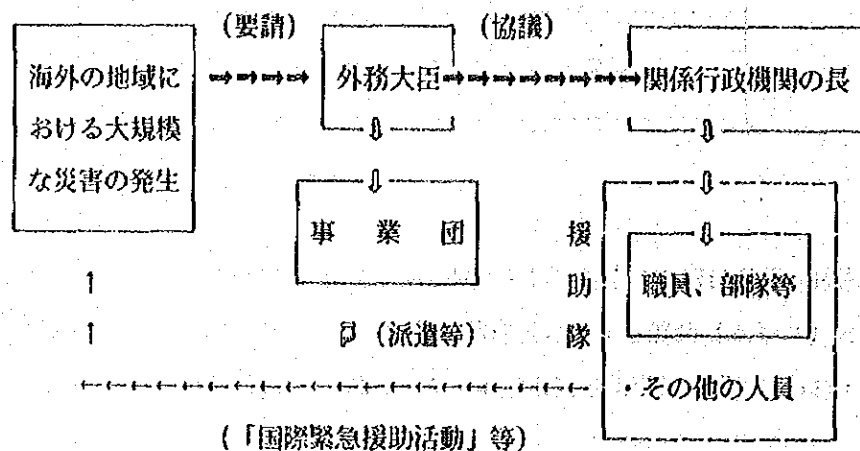 (要請)
(協議)
海外の地域に
おける大規模
な災害の発生
外務大臣
関係行政機関の長
事業団
援助隊
職員、部隊等
(派遣等)
・その他の人員
(「国際緊急援助活動」等)